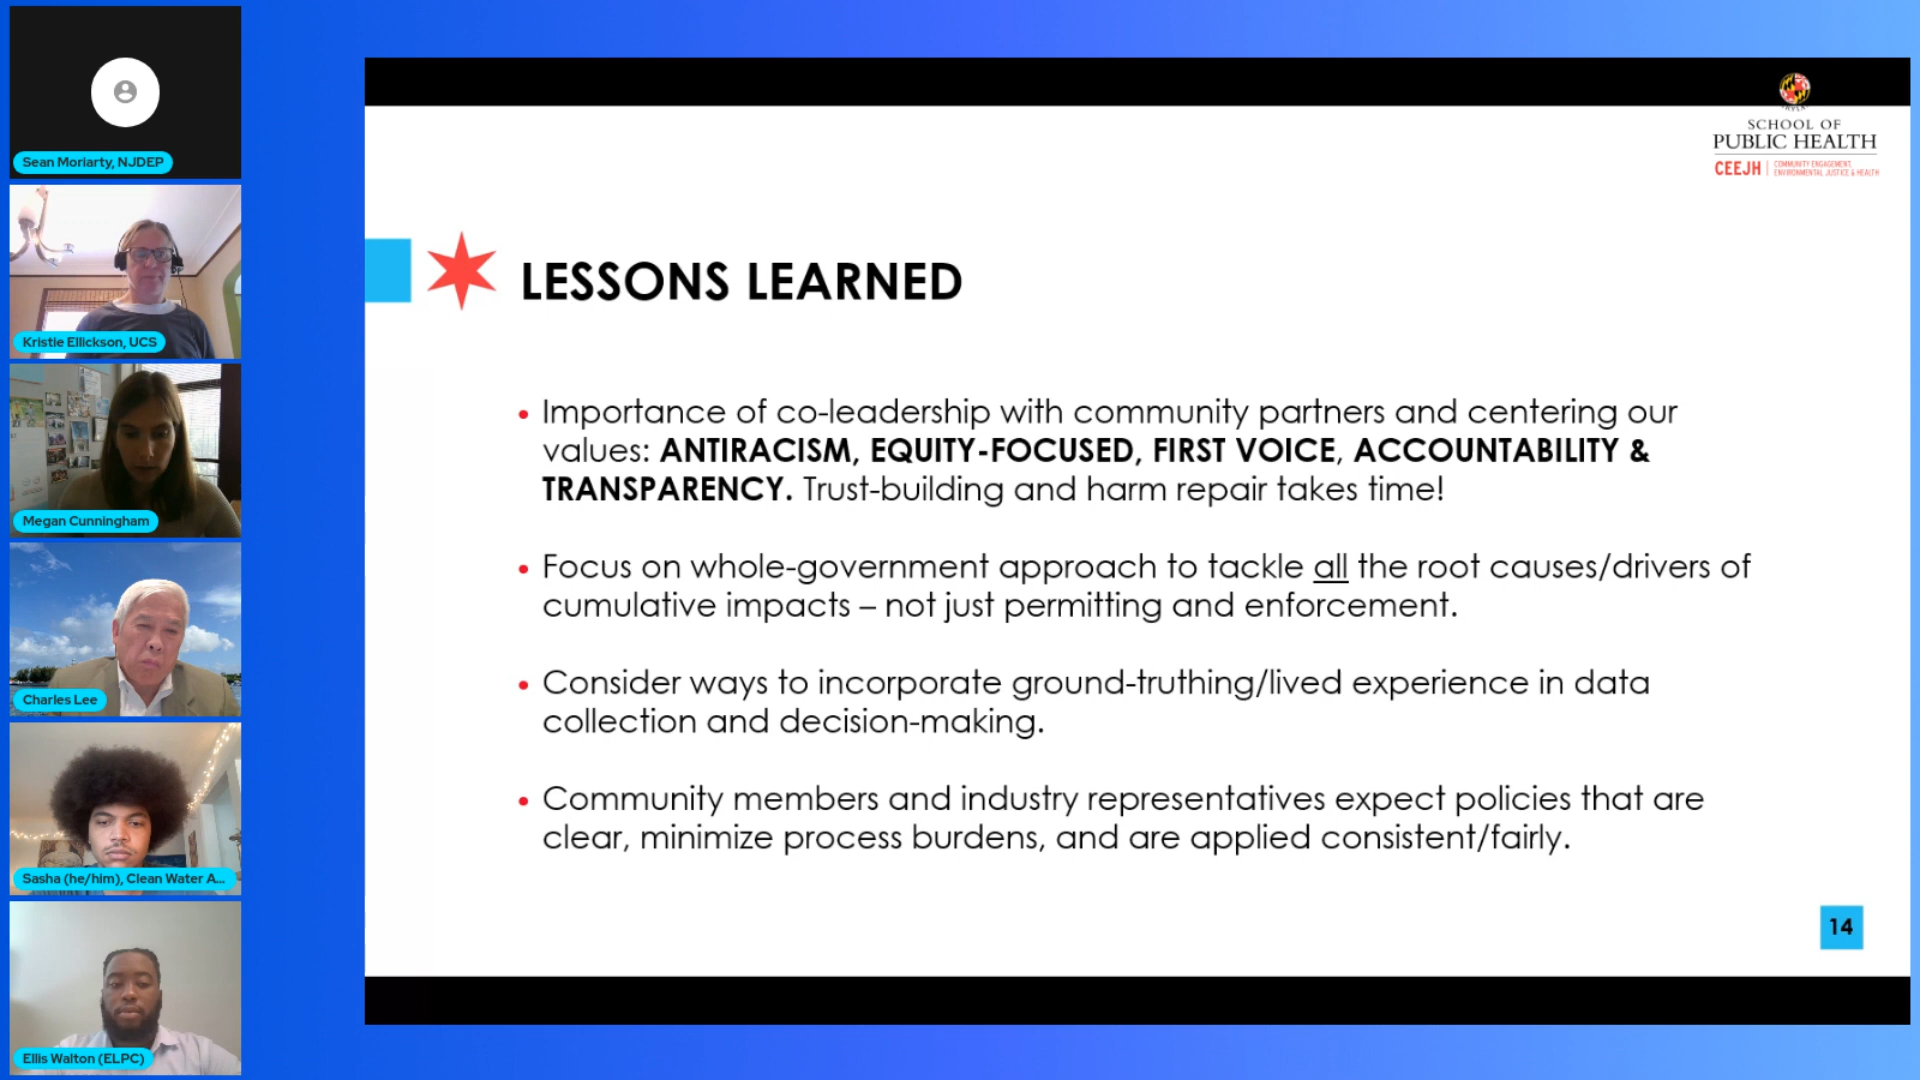 Sean Moriarty, NJDEP
Kristie Ellickson, UCS
Megan Cunningham
Charles Lee
Sasha (he/him), Clean Water A...
Ellis Walton (ELPC)
SCHOOL OF
PUBLIC HEALTH
CEEJH | COMMUNITY ENGAGEMENT,
ENVIRONMENTAL JUSTICE & HEALTH
LESSONS LEARNED
• Importance of co-leadership with community partners and centering our
values: ANTIRACISM, EQUITY-FOCUSED, FIRST VOICE, ACCOUNTABILITY &
TRANSPARENCY. Trust-building and harm repair takes time!
• Focus on whole-government approach to tackle all the root causes/drivers of
cumulative impacts – not just permitting and enforcement.
• Consider ways to incorporate ground-truthing/lived experience in data
collection and decision-making.
• Community members and industry representatives expect policies that are
clear, minimize process burdens, and are applied consistent/fairly.
14